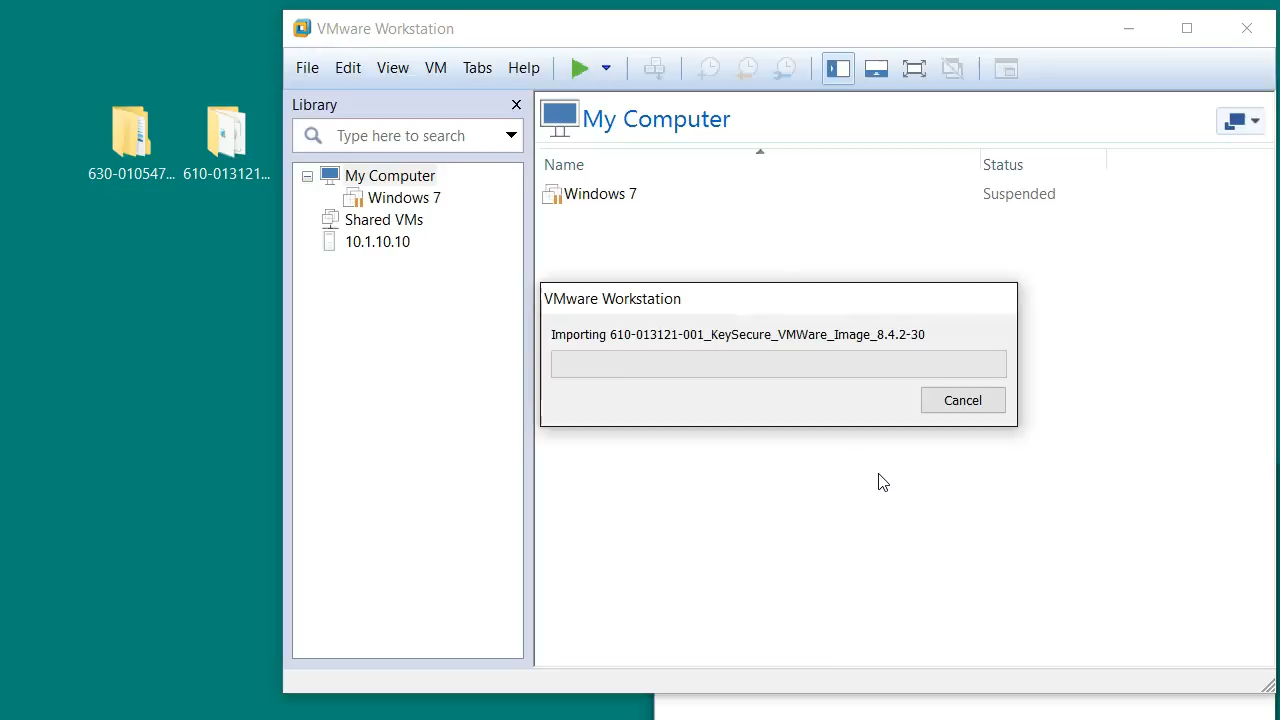 VMware Workstation
File Edit View VM Tabs Help
630-010547... 610-013121...
Library
Type here to search
My Computer
Windows 7
Shared VMs
10.1.10.10
My Computer
Name Status
Windows 7 Suspended
VMware Workstation
Importing 610-013121-001_KeySecure_VMWare_Image_8.4.2-30
Cancel